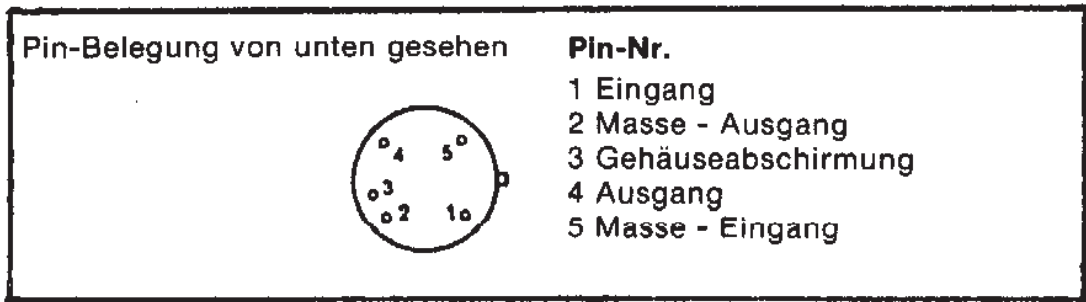 Pin-Belegung von unten gesehen
Pin-Nr.
1 Eingang
2 Masse - Ausgang
3 Gehäuseabschirmung
4 Ausgang
5 Masse - Eingang
4 5
3
2 1